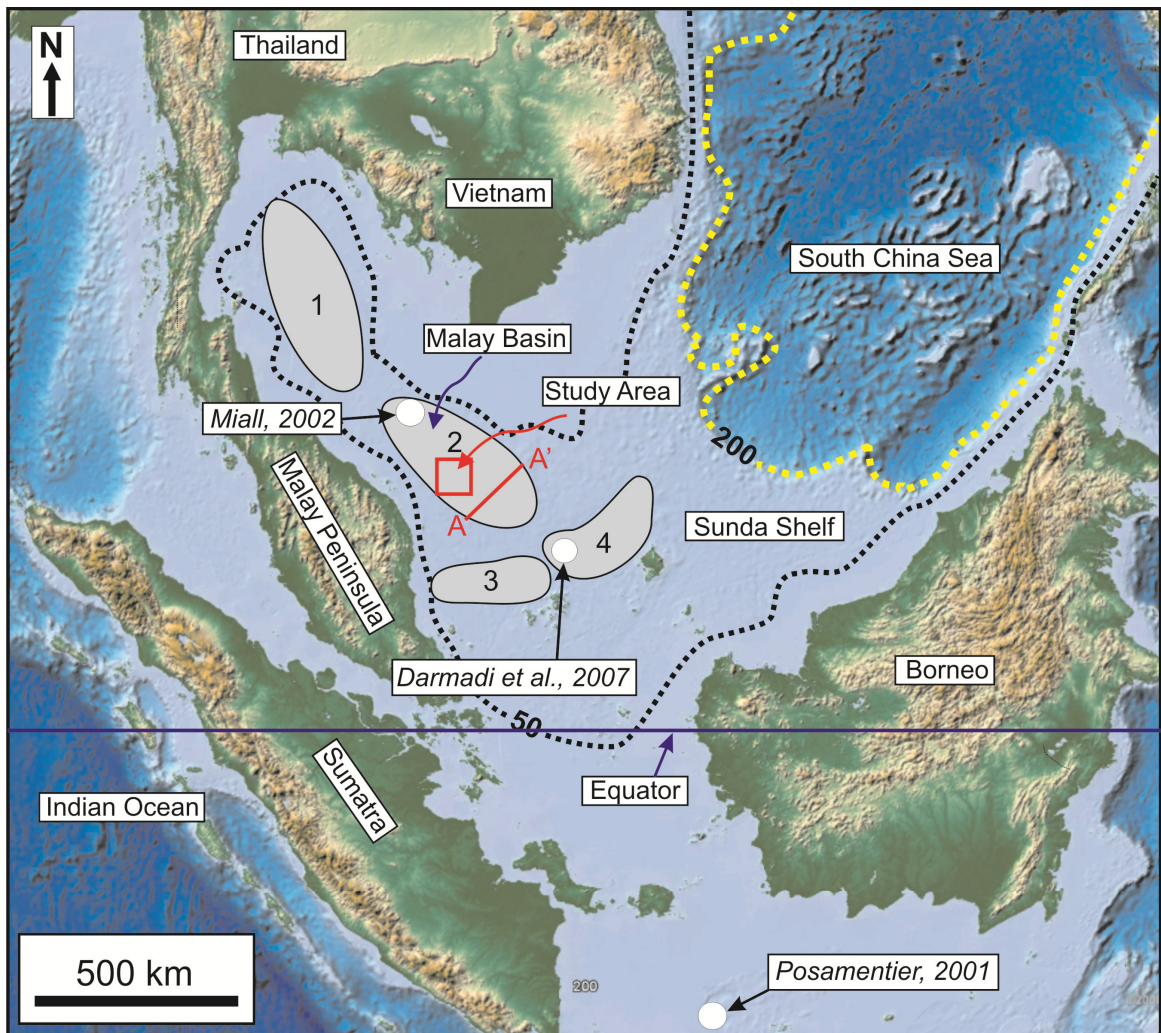 N
Thailand
Vietnam
South China Sea
1
Malay Basin
Study Area
Miall, 2002
2
200
A'
A
Malay Peninsula
Sunda Shelf
4
3
Darmadi et al., 2007
Borneo
50
Equator
Sumatra
Indian Ocean
500 km
Posamentier, 2001
200